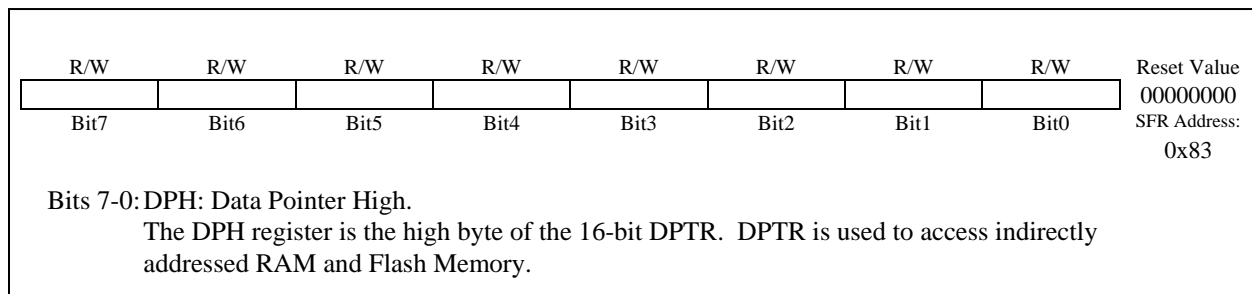 R/W R/W R/W R/W R/W R/W R/W R/W Reset Value
00000000
Bit7 Bit6 Bit5 Bit4 Bit3 Bit2 Bit1 Bit0 SFR Address:
0x83
Bits 7-0: DPH: Data Pointer High.
The DPH register is the high byte of the 16-bit DPTR. DPTR is used to access indirectly
addressed RAM and Flash Memory.